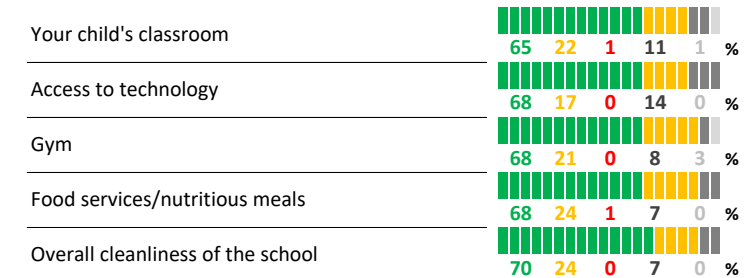 Your child's classroom
65 22 1 11 1 %
Access to technology
68 17 0 14 0 %
Gym
68 21 0 8 3 %
Food services/nutritious meals
68 24 1 7 0 %
Overall cleanliness of the school
70 24 0 7 0 %